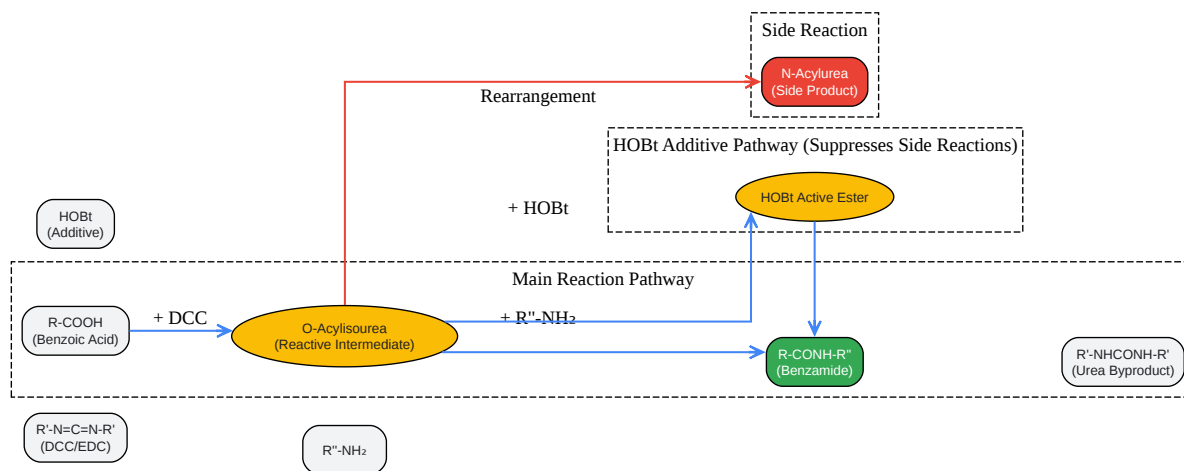 Side Reaction
N-Acylurea
(Side Product)
Rearrangement
HOBt Additive Pathway (Suppresses Side Reactions)
HOBt Active Ester
+ HOBt
HOBt
(Additive)
Main Reaction Pathway
R-COOH
(Benzoic Acid)
+ DCC
O-Acylisourea
(Reactive Intermediate)
+ R"-NH₂
R-CONH-R"
(Benzamide)
R'-NHCONH-R'
(Urea Byproduct)
R'-N=C=N-R'
(DCC/EDC)
R"-NH₂